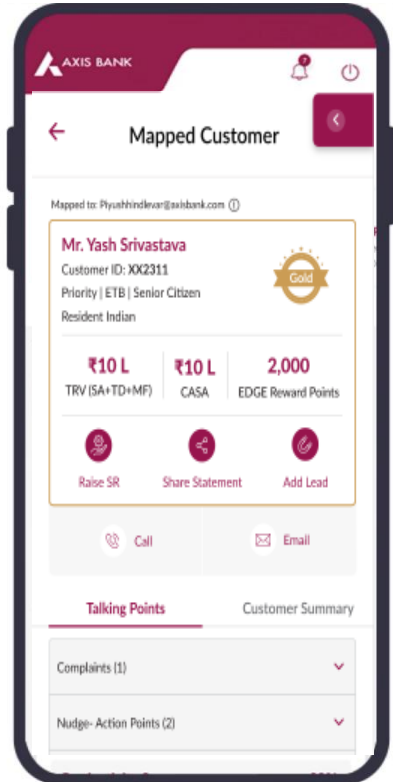 AXIS BANK
Mapped Customer
Mapped to: Piyushhindlevar@axisbank.com
Mr. Yash Srivastava
Customer ID: XX2311
Priority | ETB | Senior Citizen
Resident Indian
Gold
₹10 L
TRV (SA+TD+MF)
₹10 L
CASA
2,000
EDGE Reward Points
Raise SR
Share Statement
Add Lead
Call
Email
Talking Points
Customer Summary
Complaints (1)
Nudge- Action Points (2)